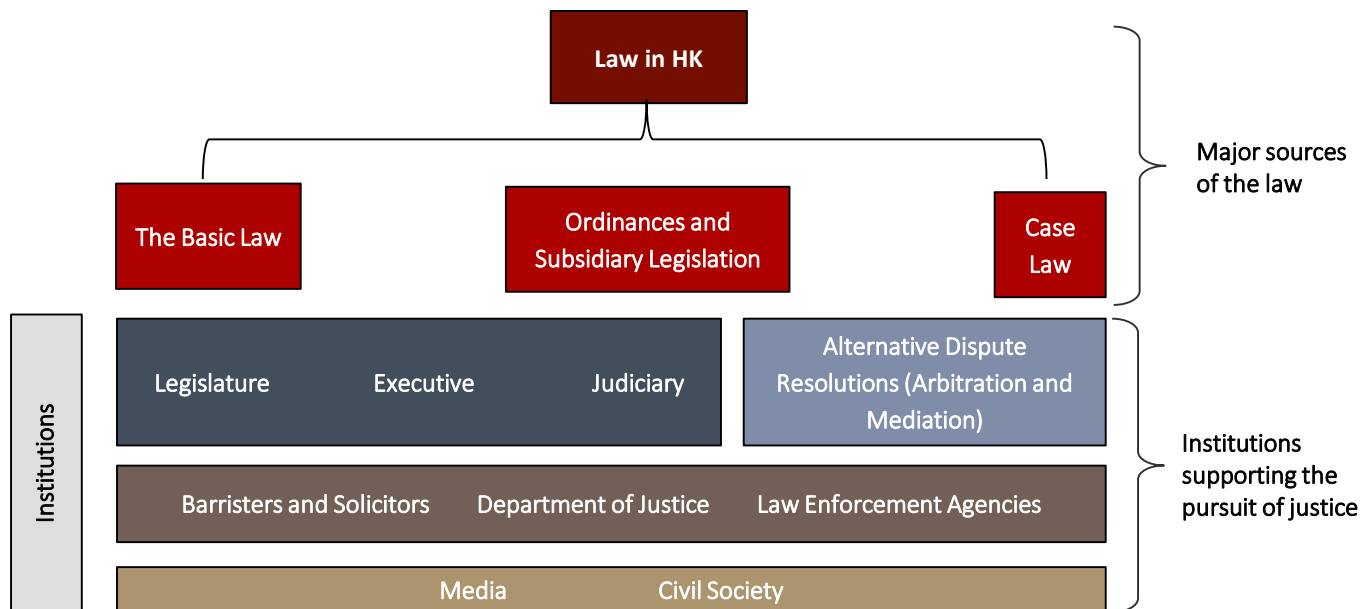 Law in HK
Major sources
of the law
The Basic Law
Ordinances and
Subsidiary Legislation
Case
Law
Institutions
Legislature
Executive
Judiciary
Alternative Dispute
Resolutions (Arbitration and
Mediation)
Institutions
supporting the
pursuit of justice
Barristers and Solicitors
Department of Justice
Law Enforcement Agencies
Media
Civil Society